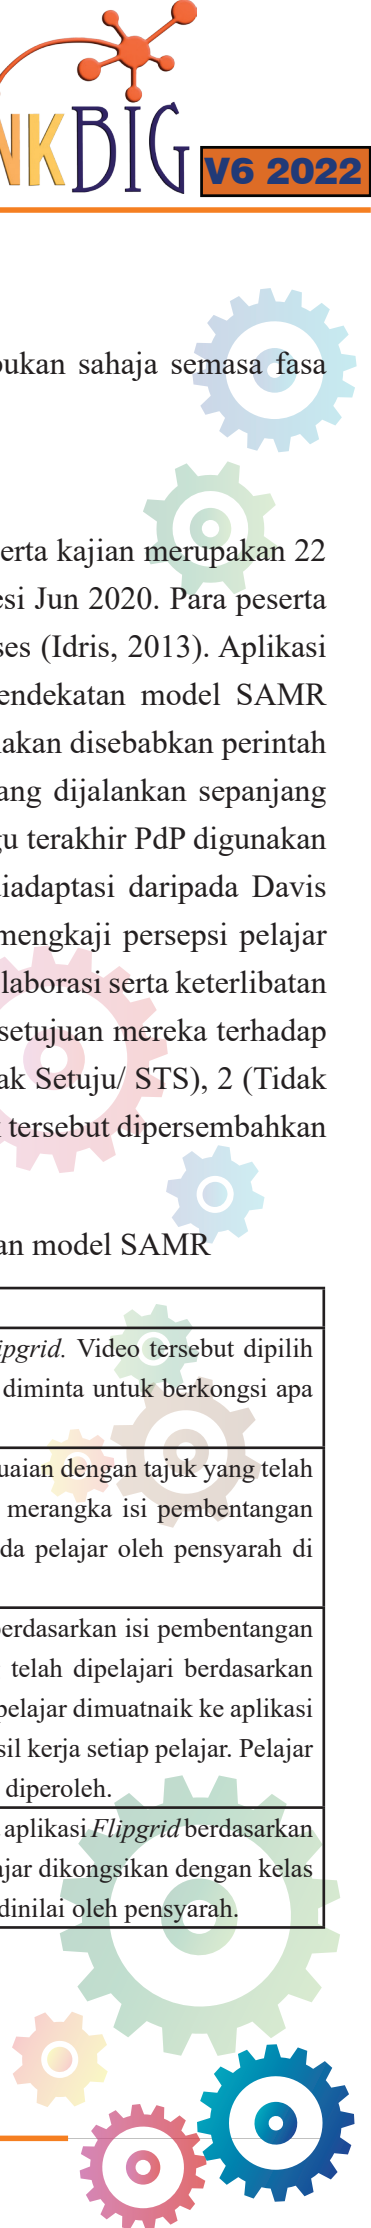 NKBIG
V6 2022
bukan sahaja semasa fasa
erta kajian merupakan 22
esi Jun 2020. Para peserta
ses (Idris, 2013). Aplikasi
endekatan model SAMR
nakan disebabkan perintah
ang dijalankan sepanjang
gu terakhir PdP digunakan
diadaptasi daripada Davis
mengkaji persepsi pelajar
laborasi serta keterlibatan
setujuan mereka terhadap
ak Setuju/ STS), 2 (Tidak
tersebut dipersembahkan
an model SAMR
ipgrid. Video tersebut dipilih
diminta untuk berkongsi apa
uaian dengan tajuk yang telah
merangka isi pembentangan
da pelajar oleh pensyarah di
berdasarkan isi pembentangan
telah dipelajari berdasarkan
pelajar dimuatnaik ke aplikasi
sil kerja setiap pelajar. Pelajar
diperoleh.
aplikasi Flipgrid berdasarkan
ajar dikongsikan dengan kelas
dinilai oleh pensyarah.